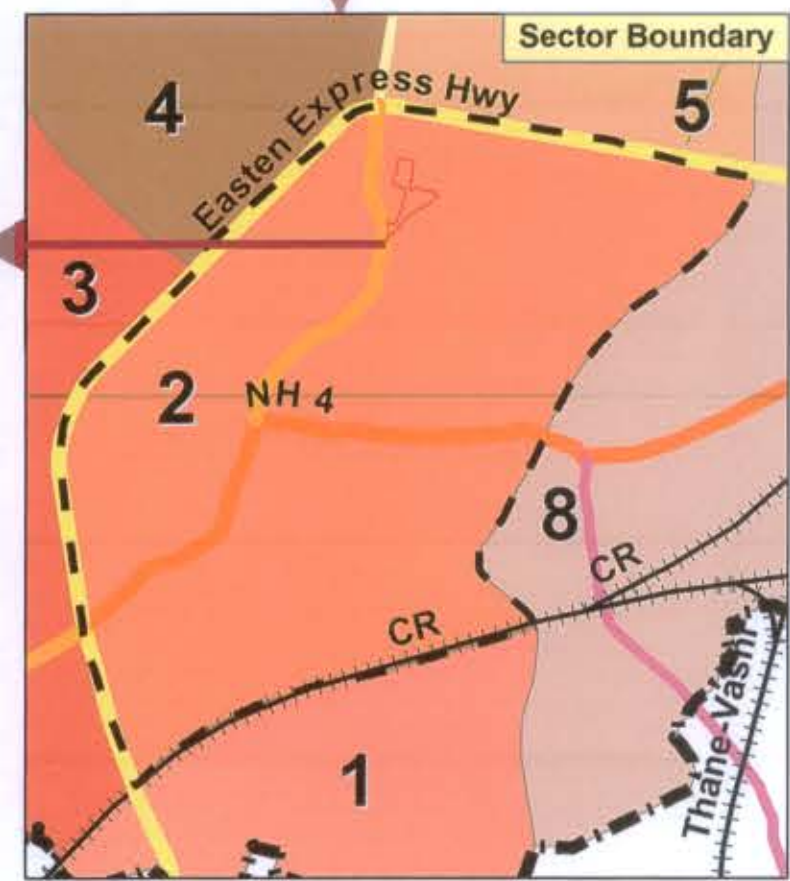 Sector Boundary
4
5
Easten Express Hwy
3
2
NH 4
8
CR
CR
Thane-Vashi
1